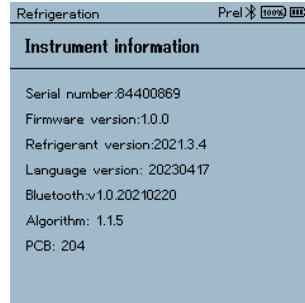 Refrigeration Prel 100%
Instrument information
Serial number:84400869
Firmware version:1.0.0
Refrigerant version:2021.3.4
Language version: 20230417
Bluetooth:v1.0.20210220
Algorithm: 1.1.5
PCB: 204